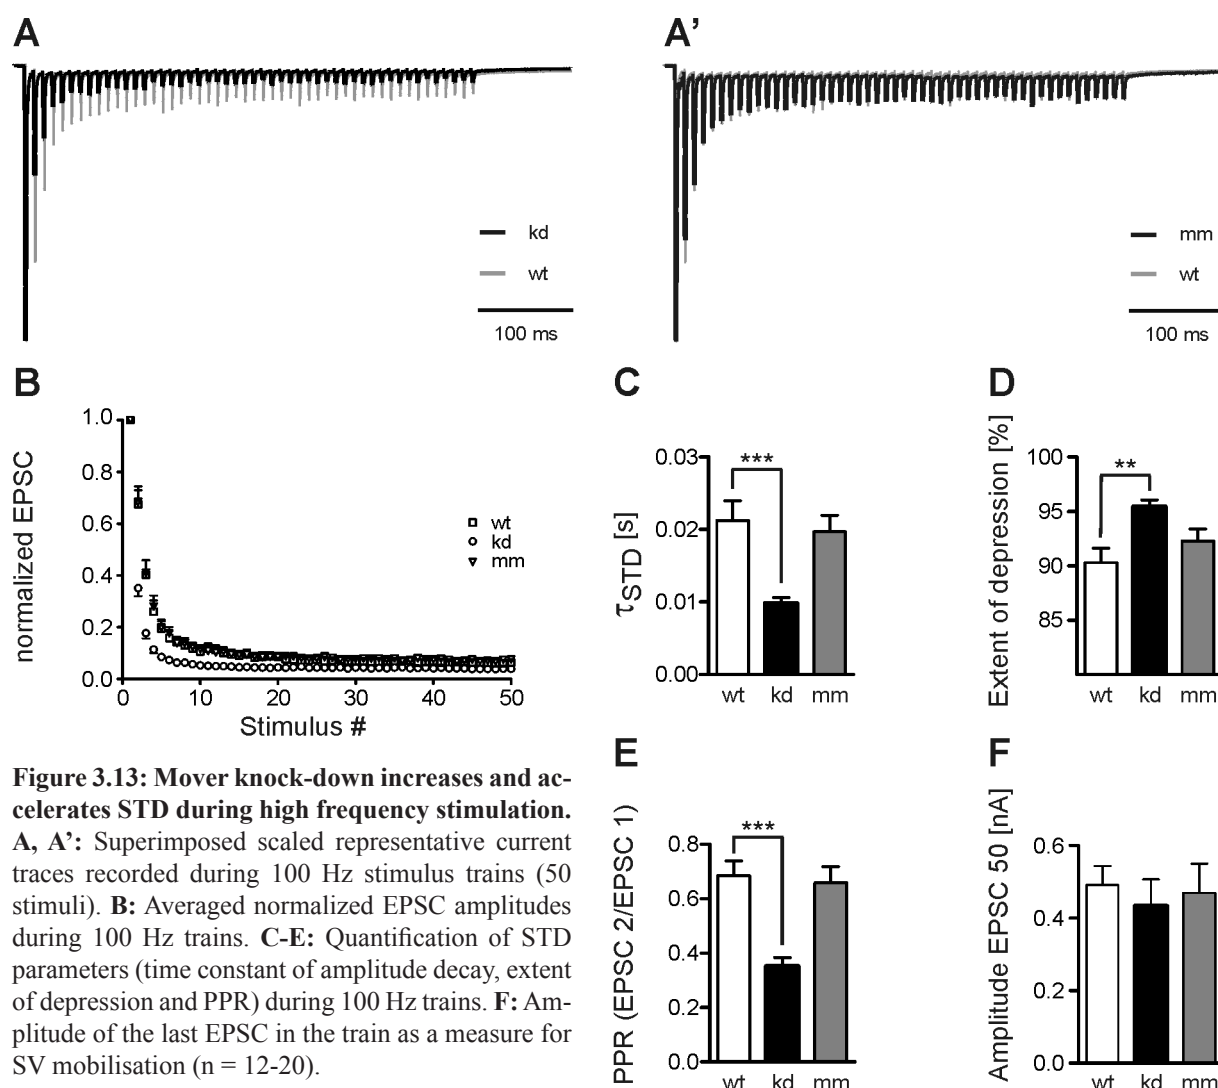 A
A’
kd
wt
100 ms
mm
wt
100 ms
B
normalized EPSC
1.0
0.8
0.6
0.4
0.2
0.0
0
10
20
30
40
50
Stimulus #
wt
kd
mm
C
τSTD [s]
0.03
0.02
0.01
0.00
***
wt
kd
mm
D
Extent of depression [%]
100
95
90
85
**
wt
kd
mm
Figure 3.13: Mover knock-down increases and ac-
celerates STD during high frequency stimulation.
A, A’: Superimposed scaled representative current
traces recorded during 100 Hz stimulus trains (50
stimuli). B: Averaged normalized EPSC amplitudes
during 100 Hz trains. C-E: Quantification of STD
parameters (time constant of amplitude decay, extent
of depression and PPR) during 100 Hz trains. F: Am-
plitude of the last EPSC in the train as a measure for
SV mobilisation (n = 12-20).
E
PPR (EPSC 2/EPSC 1)
0.8
0.6
0.4
0.2
0.0
***
wt
kd
mm
F
Amplitude EPSC 50 [nA]
0.6
0.4
0.2
0.0
wt
kd
mm